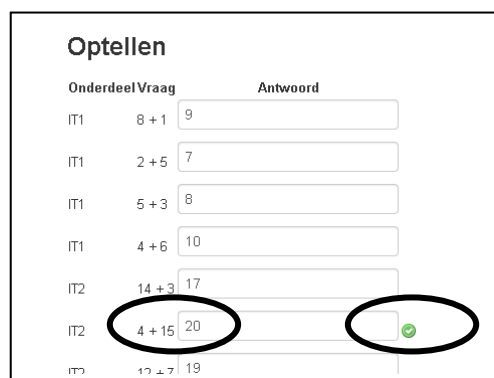 Optellen
Onderdeel Vraag Antwoord
IT1 8 + 1 9
IT1 2 + 5 7
IT1 5 + 3 8
IT1 4 + 6 10
IT2 14 + 3 17
IT2 4 + 15 20
IT2 12 + 7 19